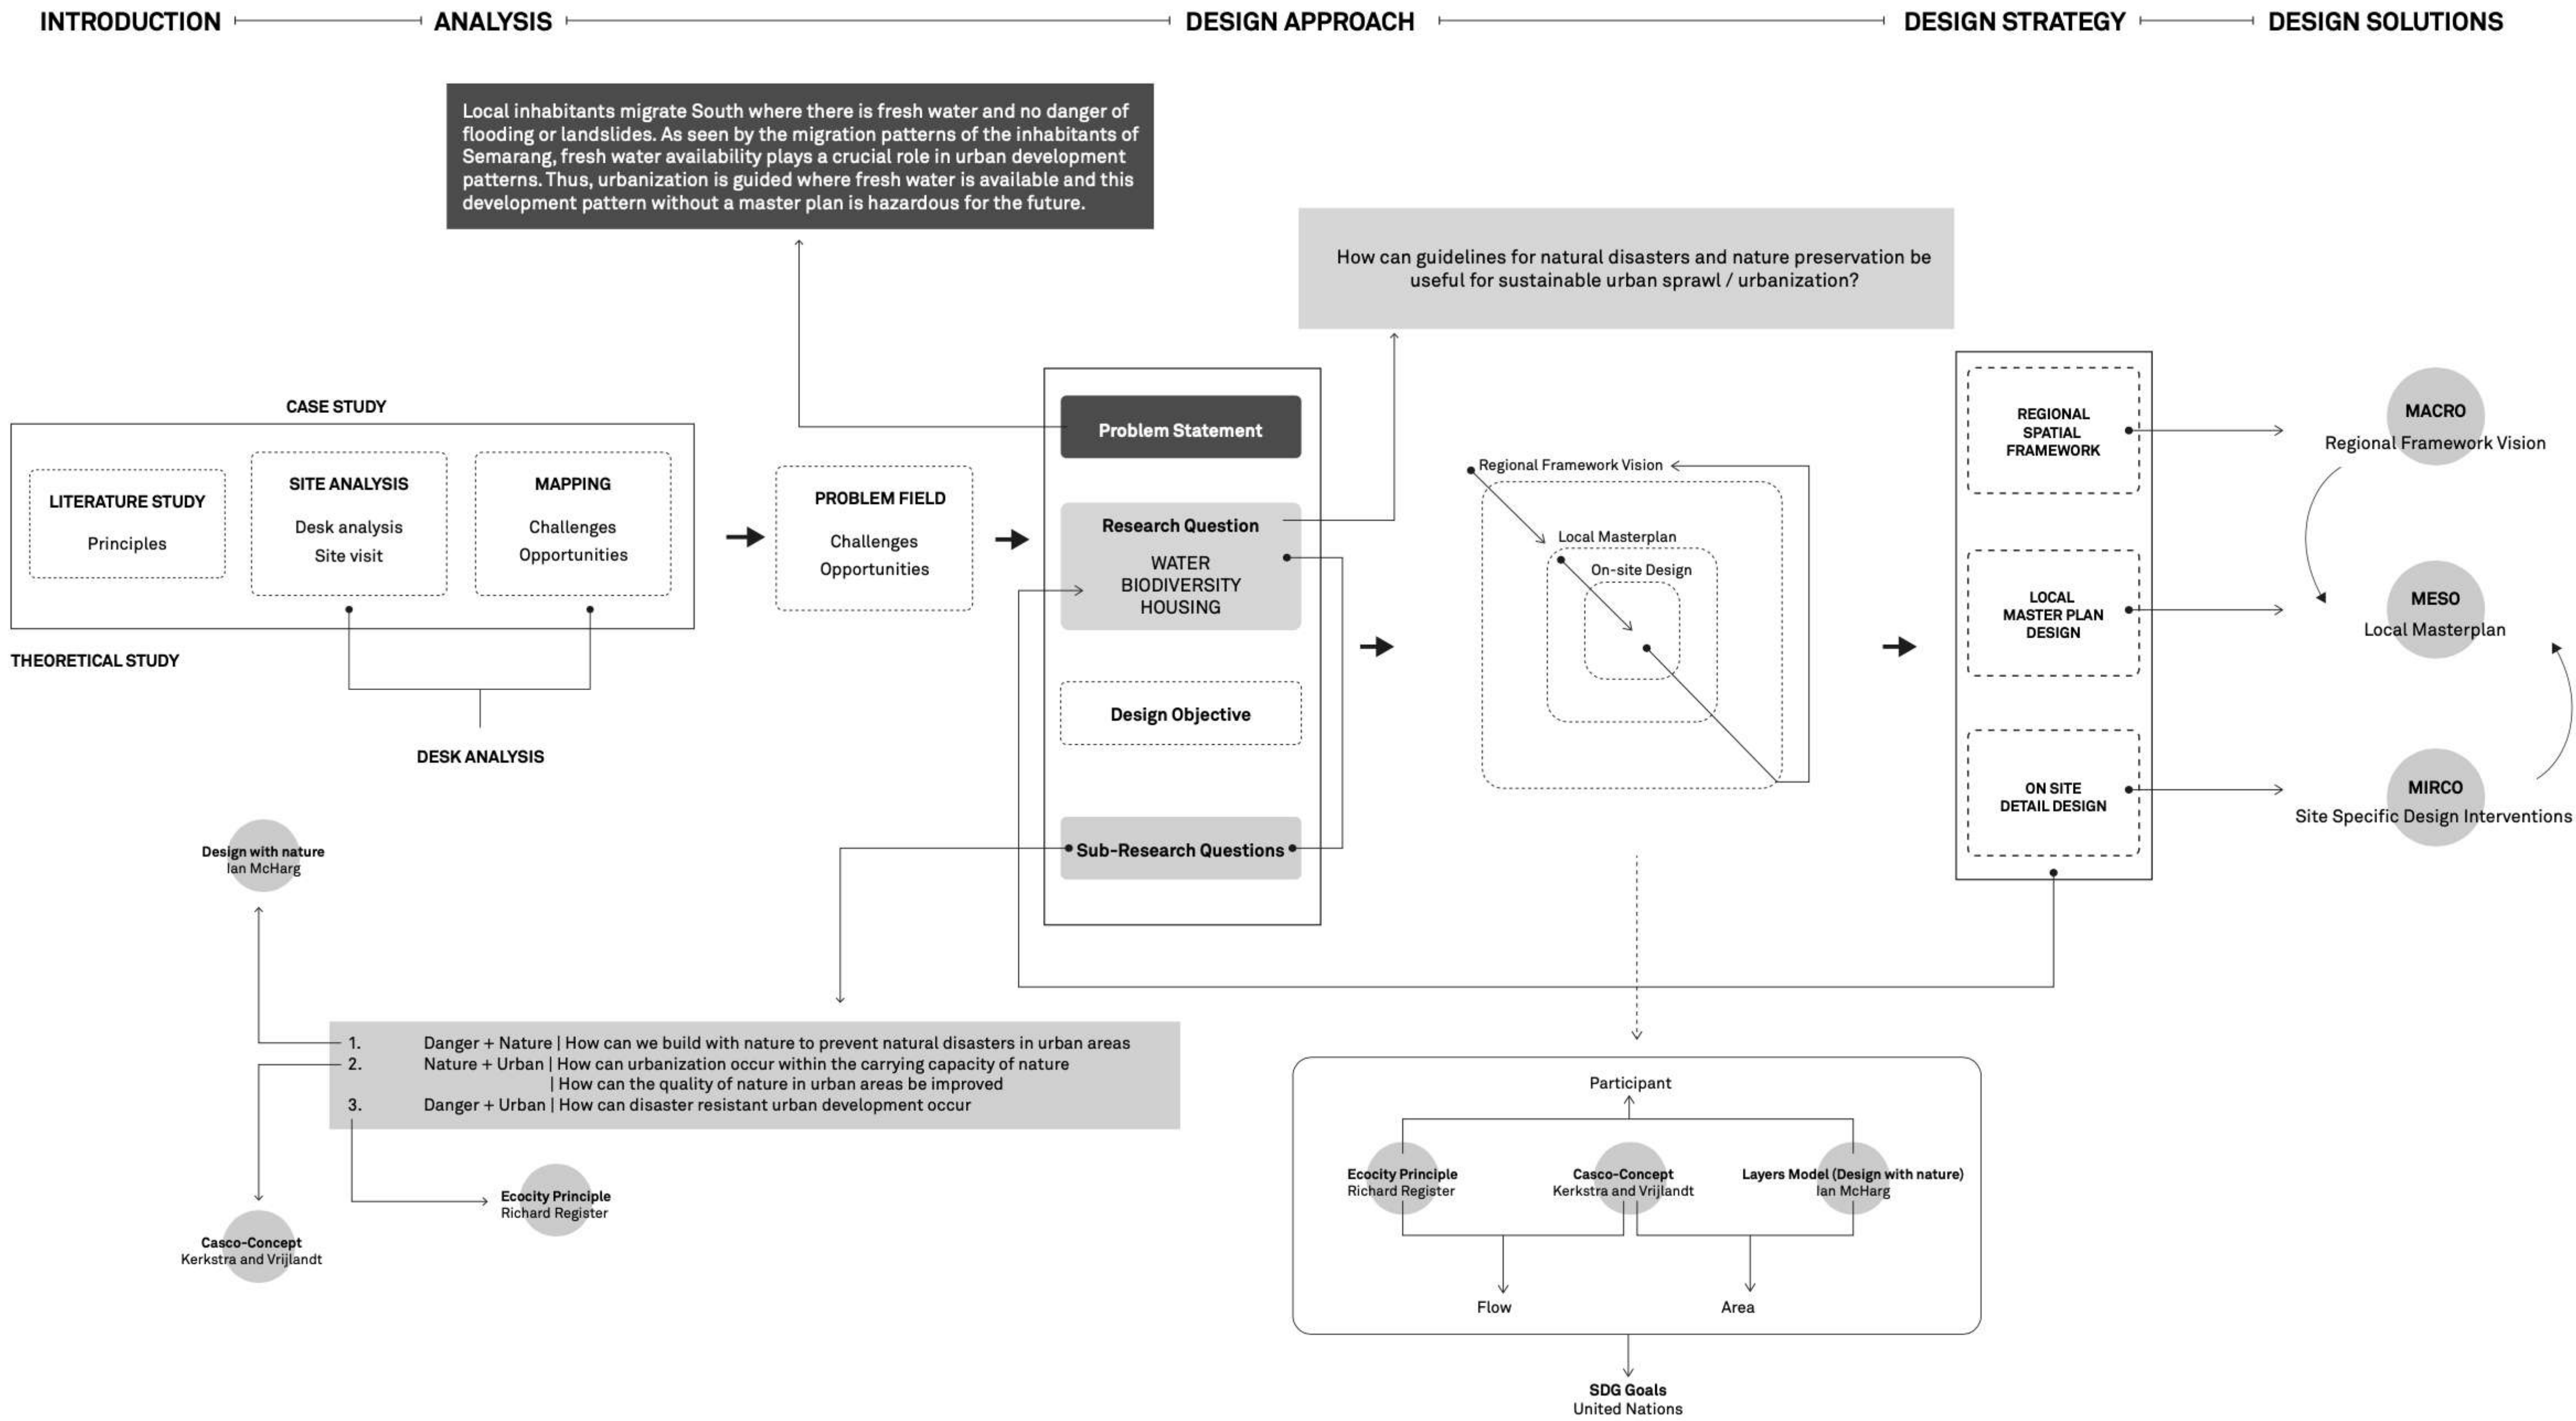 INTRODUCTION
ANALYSIS
DESIGN APPROACH
DESIGN STRATEGY
DESIGN SOLUTIONS
Local inhabitants migrate South where there is fresh water and no danger of
flooding or landslides. As seen by the migration patterns of the inhabitants of
Semarang, fresh water availability plays a crucial role in urban development
patterns. Thus, urbanization is guided where fresh water is available and this
development pattern without a master plan is hazardous for the future.
How can guidelines for natural disasters and nature preservation be
useful for sustainable urban sprawl / urbanization?
CASE STUDY
LITERATURE STUDY
Principles
SITE ANALYSIS
Desk analysis
Site visit
MAPPING
Challenges
Opportunities
THEORETICAL STUDY
DESK ANALYSIS
PROBLEM FIELD
Challenges
Opportunities
Problem Statement
Research Question
WATER
BIODIVERSITY
HOUSING
Design Objective
Sub-Research Questions
Regional Framework Vision
Local Masterplan
On-site Design
REGIONAL
SPATIAL
FRAMEWORK
LOCAL
MASTER PLAN
DESIGN
ON SITE
DETAIL DESIGN
MACRO
Regional Framework Vision
MESO
Local Masterplan
MIRCO
Site Specific Design Interventions
Design with nature
Ian McHarg
1. Danger + Nature | How can we build with nature to prevent natural disasters in urban areas
2. Nature + Urban | How can urbanization occur within the carrying capacity of nature
| How can the quality of nature in urban areas be improved
3. Danger + Urban | How can disaster resistant urban development occur
Ecocity Principle
Richard Register
Casco-Concept
Kerkstra and Vrijlandt
Participant
Ecocity Principle
Richard Register
Casco-Concept
Kerkstra and Vrijlandt
Layers Model (Design with nature)
Ian McHarg
Flow
Area
SDG Goals
United Nations